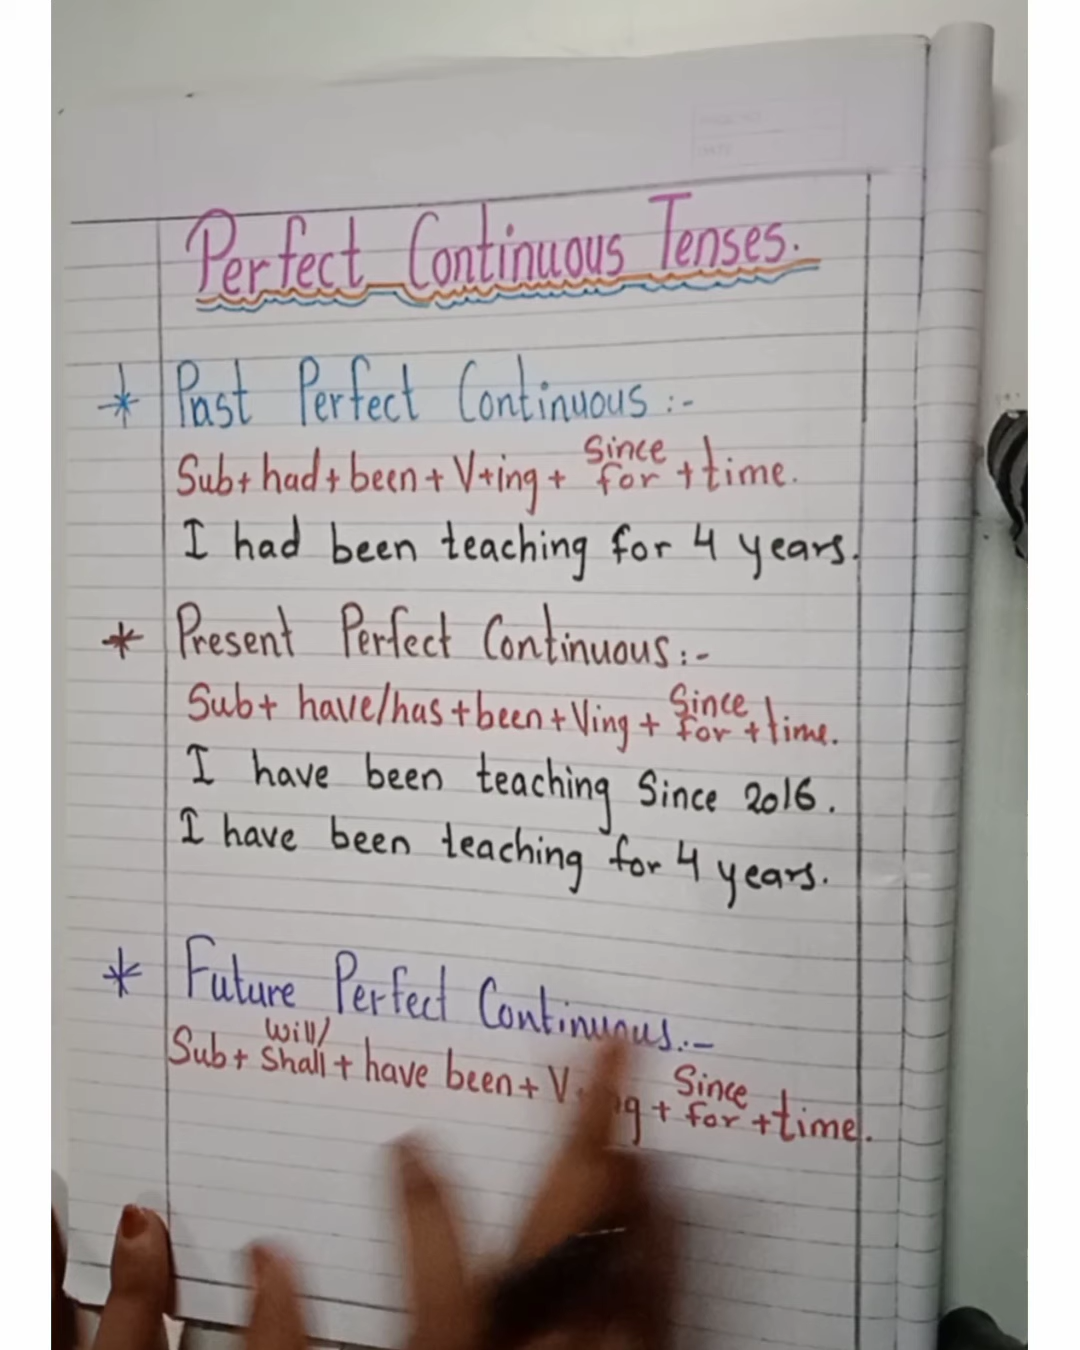 Perfect Continuous Tenses.
* Past Perfect Continuous :-
Sub + had + been + V+ing + Since for + time.
I had been teaching for 4 years.
* Present Perfect Continuous :-
Sub + have/has + been + Ving + Since for + time.
I have been teaching Since 2016.
I have been teaching for 4 years.
* Future Perfect Continuous :-
Sub + will/ Shall + have been + Since for + time.